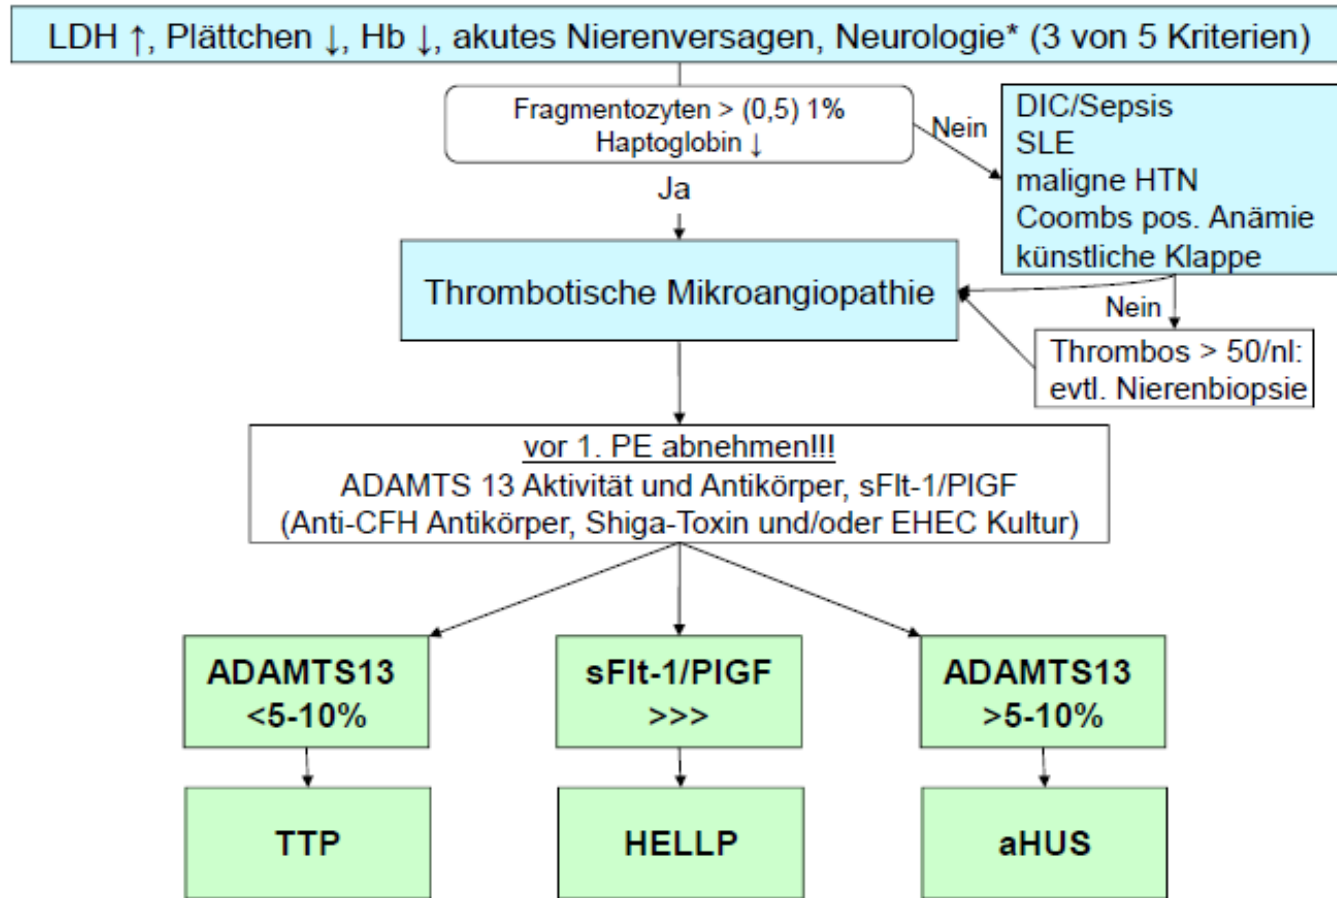 LDH ↑, Plättchen ↓, Hb ↓, akutes Nierenversagen, Neurologie* (3 von 5 Kriterien)
Fragmentozyten > (0,5) 1%
Haptoglobin ↓
Nein
DIC/Sepsis
SLE
maligne HTN
Coombs pos. Anämie
künstliche Klappe
Ja
Thrombotische Mikroangiopathie
Nein
Thrombos > 50/nl:
evtl. Nierenbiopsie
vor 1. PE abnehmen!!!
ADAMTS 13 Aktivität und Antikörper, sFlt-1/PIGF
(Anti-CFH Antikörper, Shiga-Toxin und/oder EHEC Kultur)
ADAMTS13
<5-10%
sFlt-1/PIGF
>>>
ADAMTS13
>5-10%
TTP
HELLP
aHUS